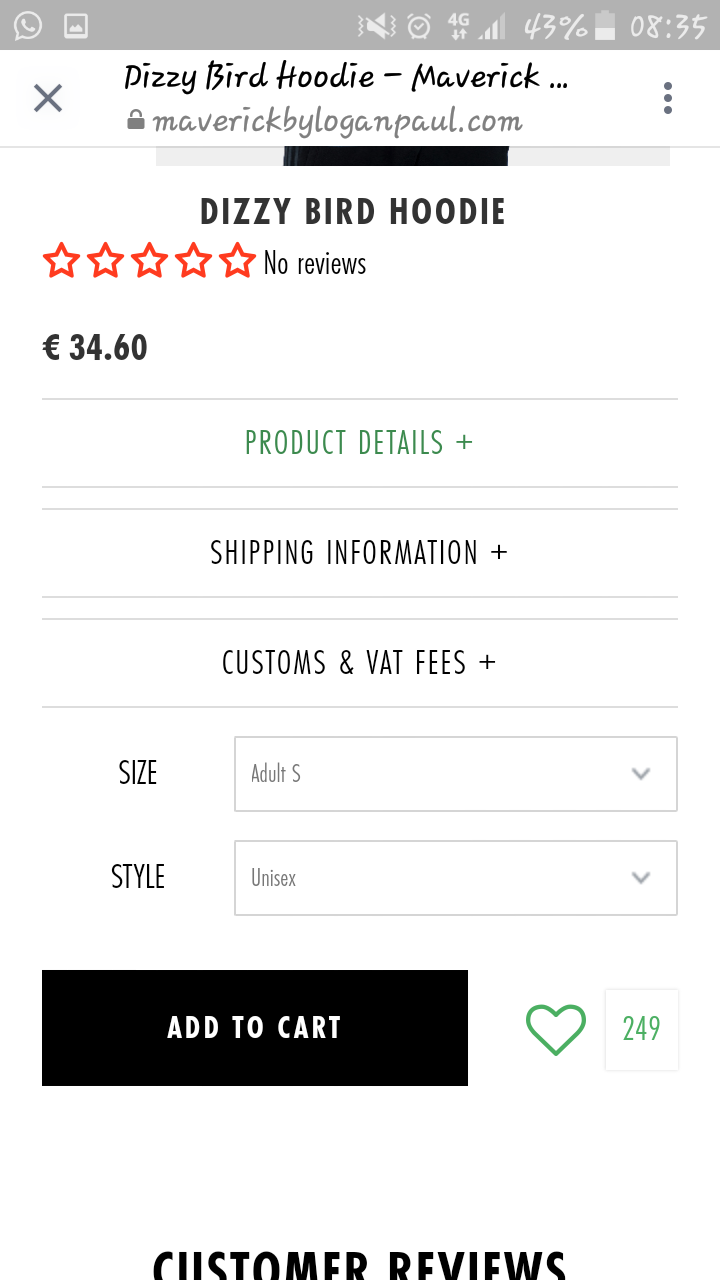 4G 43% 08:35
Dizzy Bird Hoodie – Maverick ...
maverickbyloganpaul.com
DIZZY BIRD HOODIE
No reviews
€ 34.60
PRODUCT DETAILS +
SHIPPING INFORMATION +
CUSTOMS & VAT FEES +
SIZE Adult S
STYLE Unisex
ADD TO CART 249
CUSTOMER REVIEWS